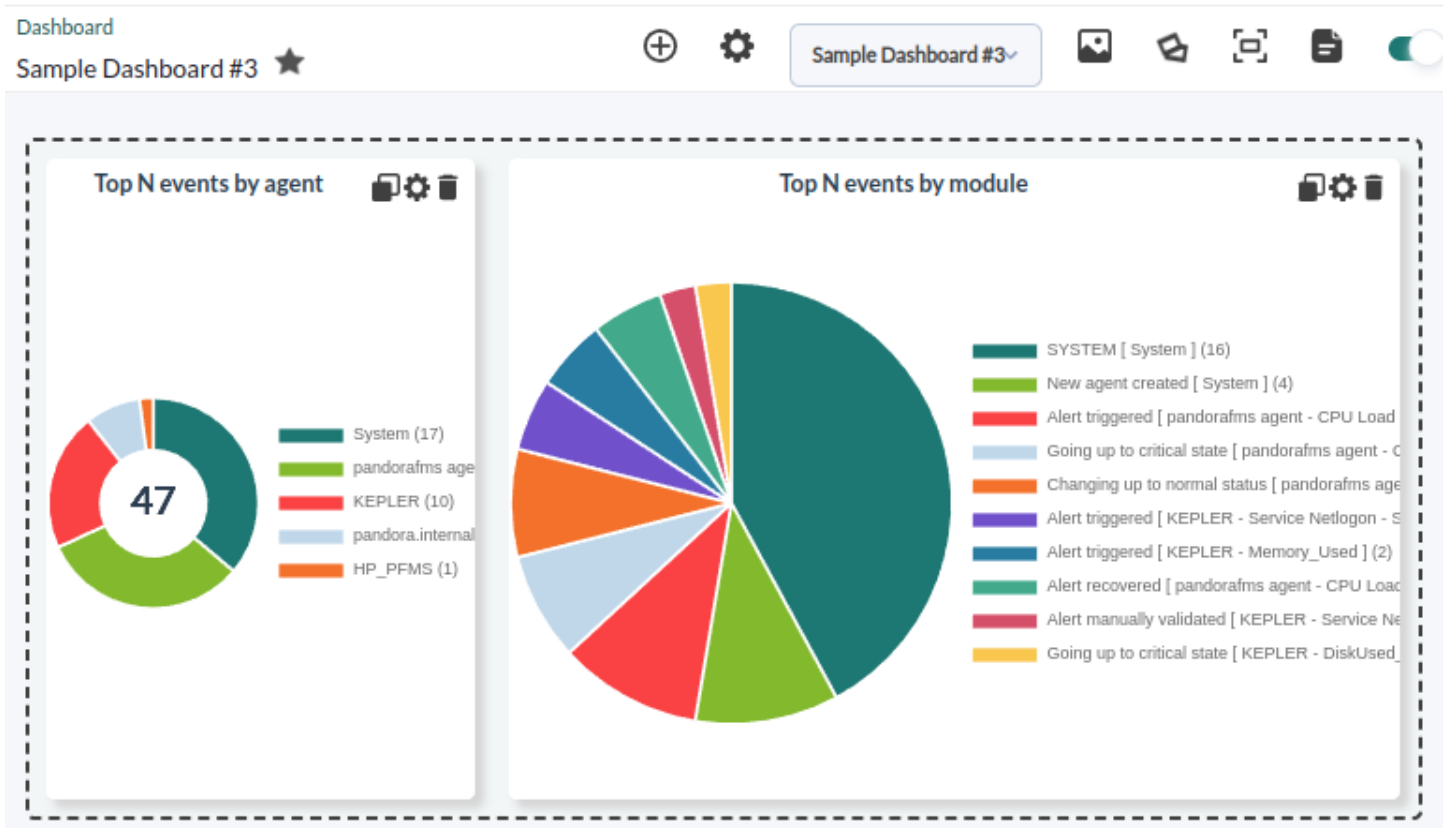 Dashboard
Sample Dashboard #3
Sample Dashboard #3
Top N events by agent
47
System (17)
pandorafms age
KEPLER (10)
pandora.internal
HP_PFMS (1)
Top N events by module
SYSTEM [ System ] (16)
New agent created [ System ] (4)
Alert triggered [ pandorafms agent - CPU Load
Going up to critical state [ pandorafms agent - C
Changing up to normal status [ pandorafms age
Alert triggered [ KEPLER - Service Netlogon - S
Alert triggered [ KEPLER - Memory_Used ] (2)
Alert recovered [ pandorafms agent - CPU Load
Alert manually validated [ KEPLER - Service Ne
Going up to critical state [ KEPLER - DiskUsed_